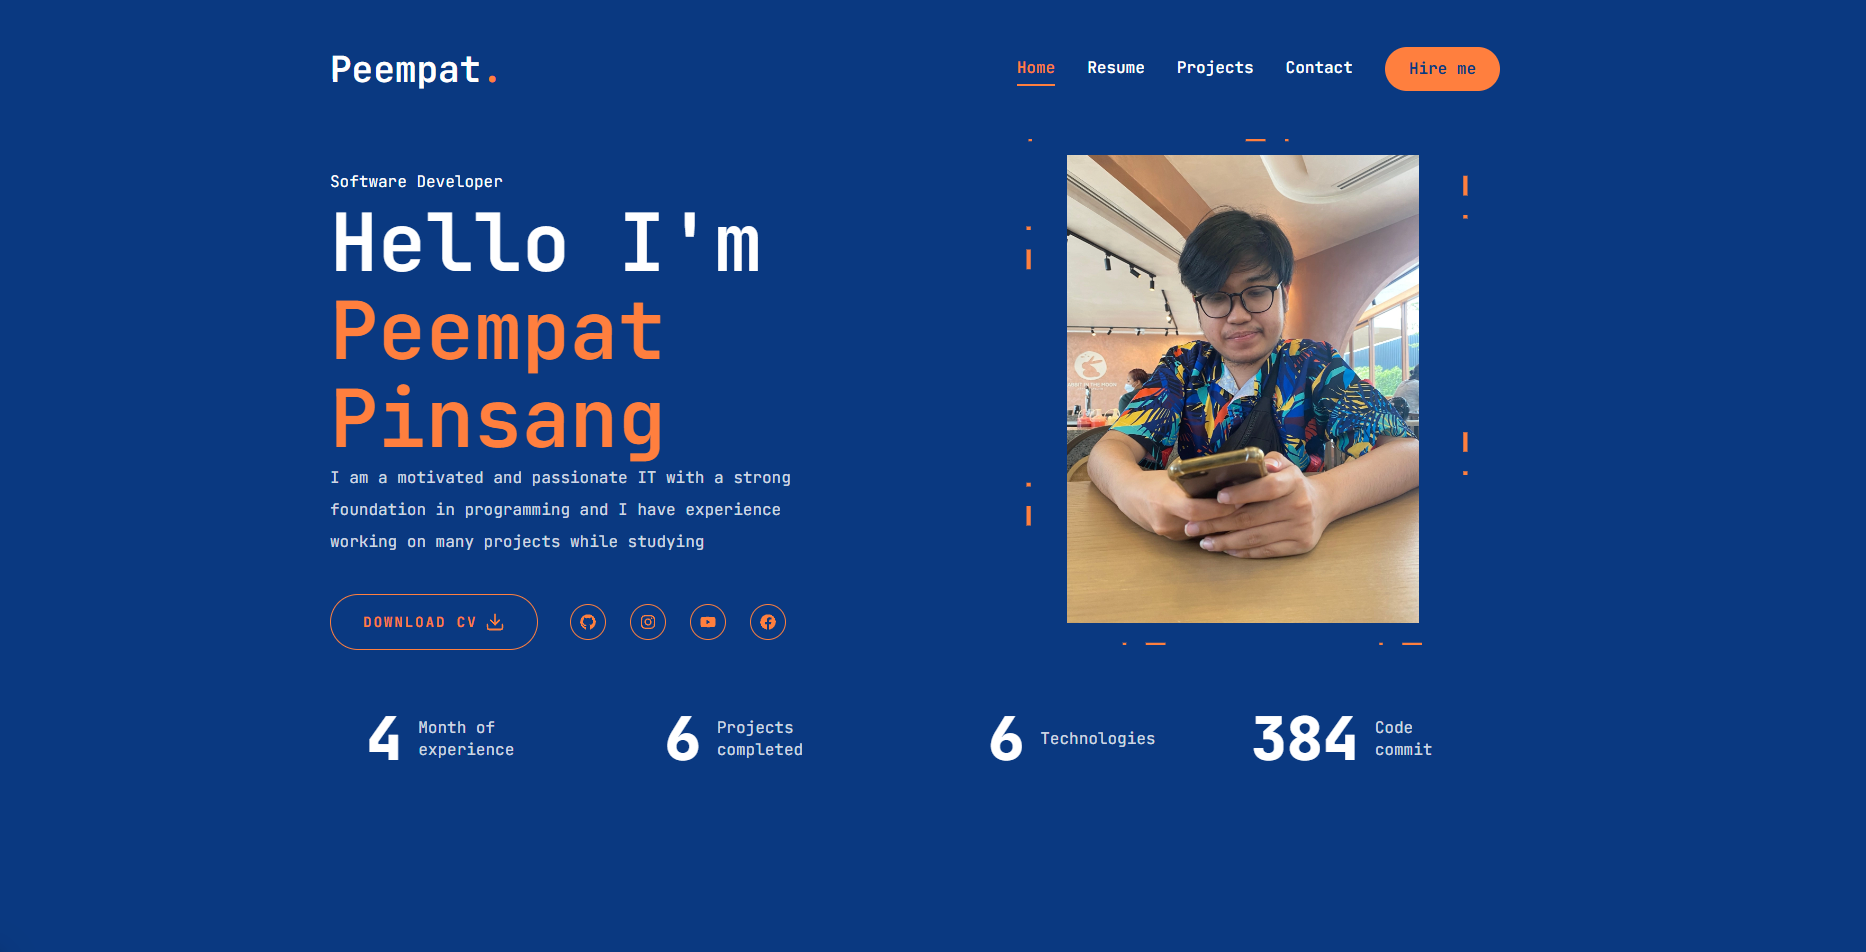 Peempat.
Home Resume Projects Contact Hire me
Software Developer
Hello I'm
Peempat
Pinsang
I am a motivated and passionate IT with a strong
foundation in programming and I have experience
working on many projects while studying
DOWNLOAD CV
4 Month of
experience
6 Projects
completed
6 Technologies
384 Code
commit